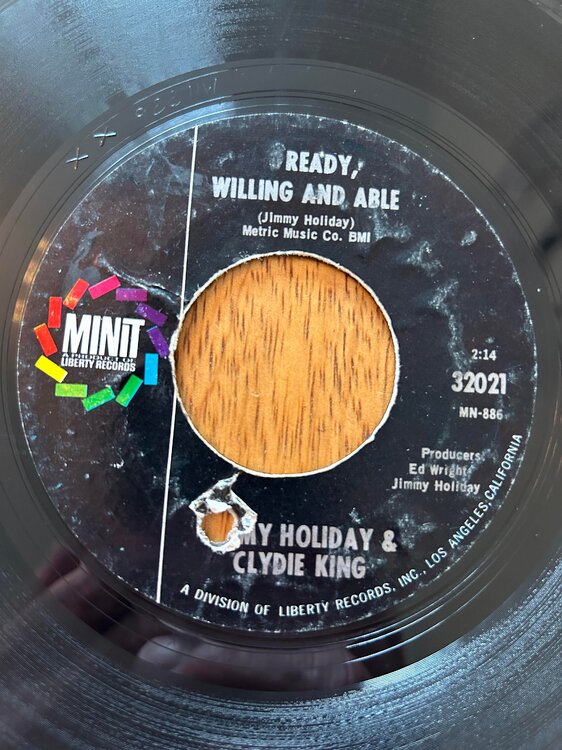 READY,
WILLING AND ABLE
(Jimmy Holiday)
Metric Music Co. BMI
MINIT
A PRODUCT OF
LIBERTY RECORDS
2:14
32021
MN-886
Producers
Ed Wright
Jimmy Holiday
MY HOLIDAY &
CLYDIE KING
A DIVISION OF LIBERTY RECORDS, INC., LOS ANGELES, CALIFORNIA